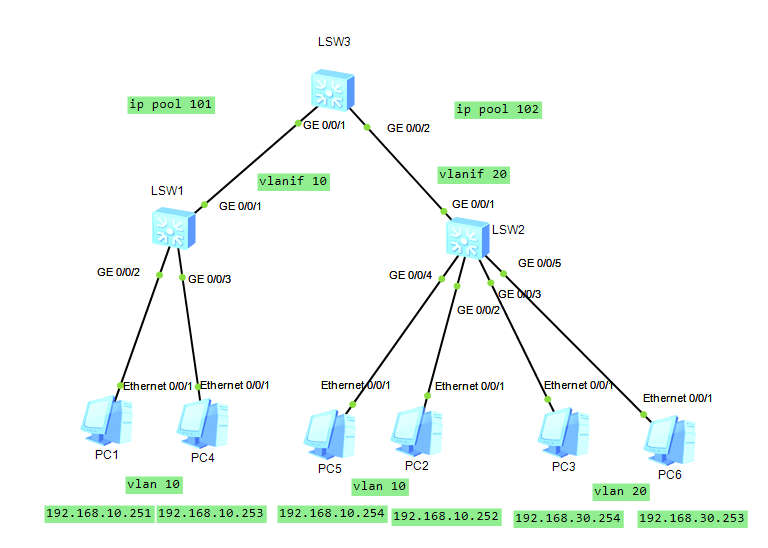 LSW3
ip pool 101
ip pool 102
GE 0/0/1
GE 0/0/2
vlanif 10
vlanif 20
LSW1
GE 0/0/1
GE 0/0/1
LSW2
GE 0/0/2
GE 0/0/3
GE 0/0/4
GE 0/0/5
GE 0/0/3
GE 0/0/2
Ethernet 0/0/1
Ethernet 0/0/1
Ethernet 0/0/1
Ethernet 0/0/1
Ethernet 0/0/1
Ethernet 0/0/1
PC1
PC4
PC5
PC2
PC3
PC6
vlan 10
vlan 10
vlan 20
192.168.10.251
192.168.10.253
192.168.10.254
192.168.10.252
192.168.30.254
192.168.30.253